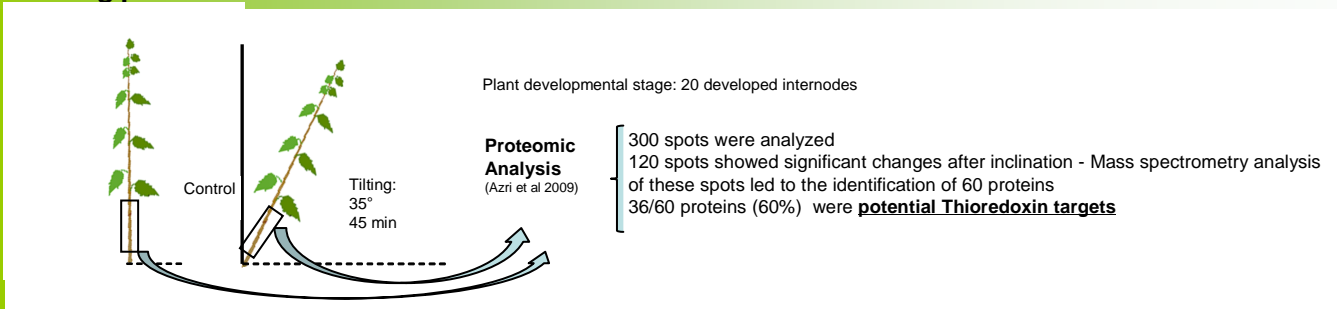 Plant developmental stage: 20 developed internodes
Proteomic
Analysis
(Azri et al 2009)
300 spots were analyzed
120 spots showed significant changes after inclination - Mass spectrometry analysis
of these spots led to the identification of 60 proteins
36/60 proteins (60%) were potential Thioredoxin targets
Control
Tilting:
35°
45 min